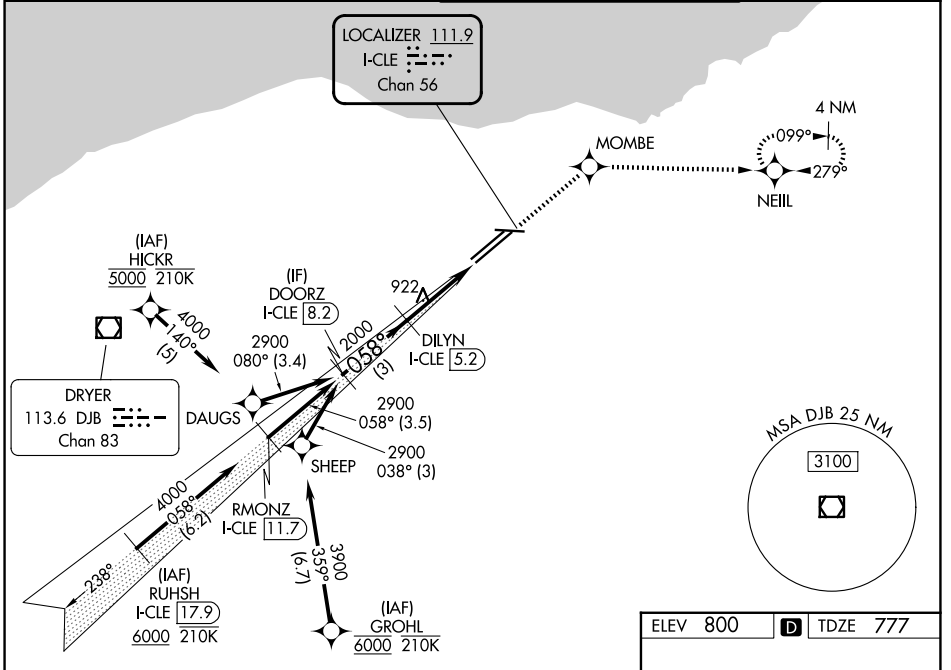 LOCALIZER 111.9
I-CLE
Chan 56
4 NM
099°
279°
MOMBE
NEIIL
(IAF)
HICKR
5000 210K
4000
140°
(5)
(IF)
DOORZ
I-CLE 8.2
922
2000
058°
(3)
DILYN
I-CLE 5.2
2900
080° (3.4)
DRYER
113.6 DJB
Chan 83
DAUGS
2900
058° (3.5)
2900
038° (3)
SHEEP
RMONZ
I-CLE 11.7
4000
058°
(6.2)
238°
(IAF)
RUHSH
I-CLE 17.9
6000 210K
3900
359°
(6.7)
(IAF)
GROHL
6000 210K
MSA DJB 25 NM
3100
ELEV 800 D TDZE 777